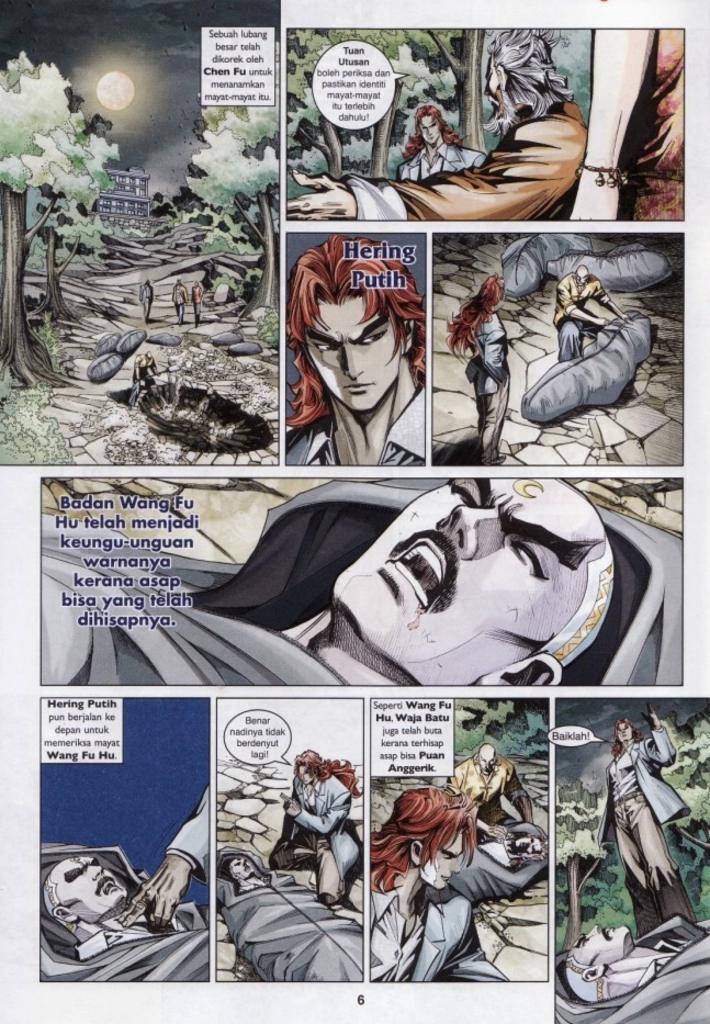 Sebuah lubang
besar telah
dikorek oleh
Chen Fu untuk
menanamkan
mayat-mayat itu.
Tuan
Utusan
boleh periksa dan
pastikan identiti
mayat-mayat
itu terlebih
dahulu!
Hering
Putih
Badan Wang Fu
Hu telah menjadi
keungu-unguan
warnanya
kerana asap
bisa yang telah
dihisapnya.
Hering Putih
pun berjalan ke
depan untuk
memeriksa mayat
Wang Fu Hu.
Benar
nadinya tidak
berdenyut
lagi!
Seperti Wang Fu
Hu, Waja Batu
juga telah buta
kerana terhisap
asap bisa Puan
Anggerik.
Baiklah!
6